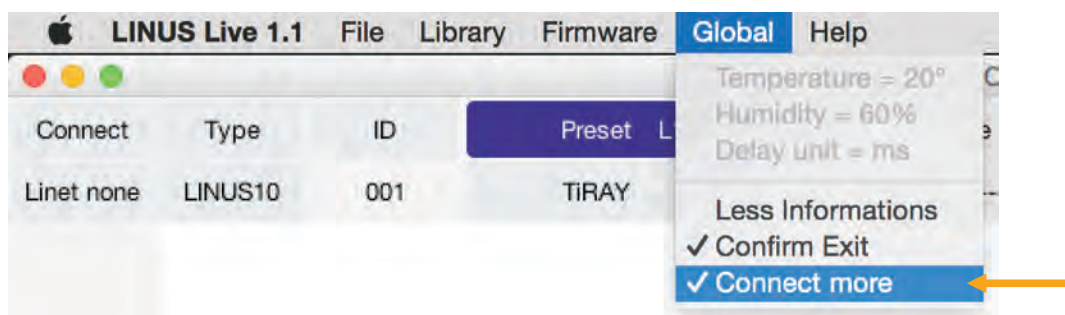 LINUS Live 1.1 File Library Firmware Global Help
Temperature = 20°
Connect Type ID Preset L
Humidity = 60%
Delay unit = ms
Linet none LINUS10 001 TiRAY
Less Informations
✓ Confirm Exit
✓ Connect more